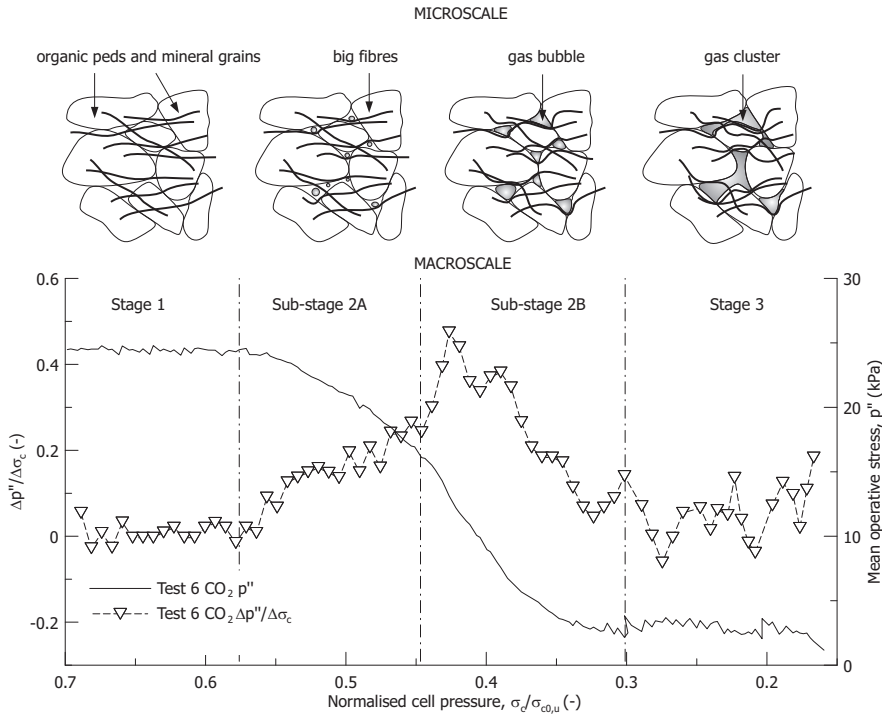 MICROSCALE
organic peds and mineral grains
big fibres
gas bubble
gas cluster
MACROSCALE
Stage 1
Sub-stage 2A
Sub-stage 2B
Stage 3
0.6
0.4
0.2
0
-0.2
Δp"/Δσc (-)
30
20
10
0
Mean operative stress, p" (kPa)
Test 6 CO2 p"
Test 6 CO2 Δp"/Δσc
0.7 0.6 0.5 0.4 0.3 0.2
Normalised cell pressure, σc/σc0,u (-)